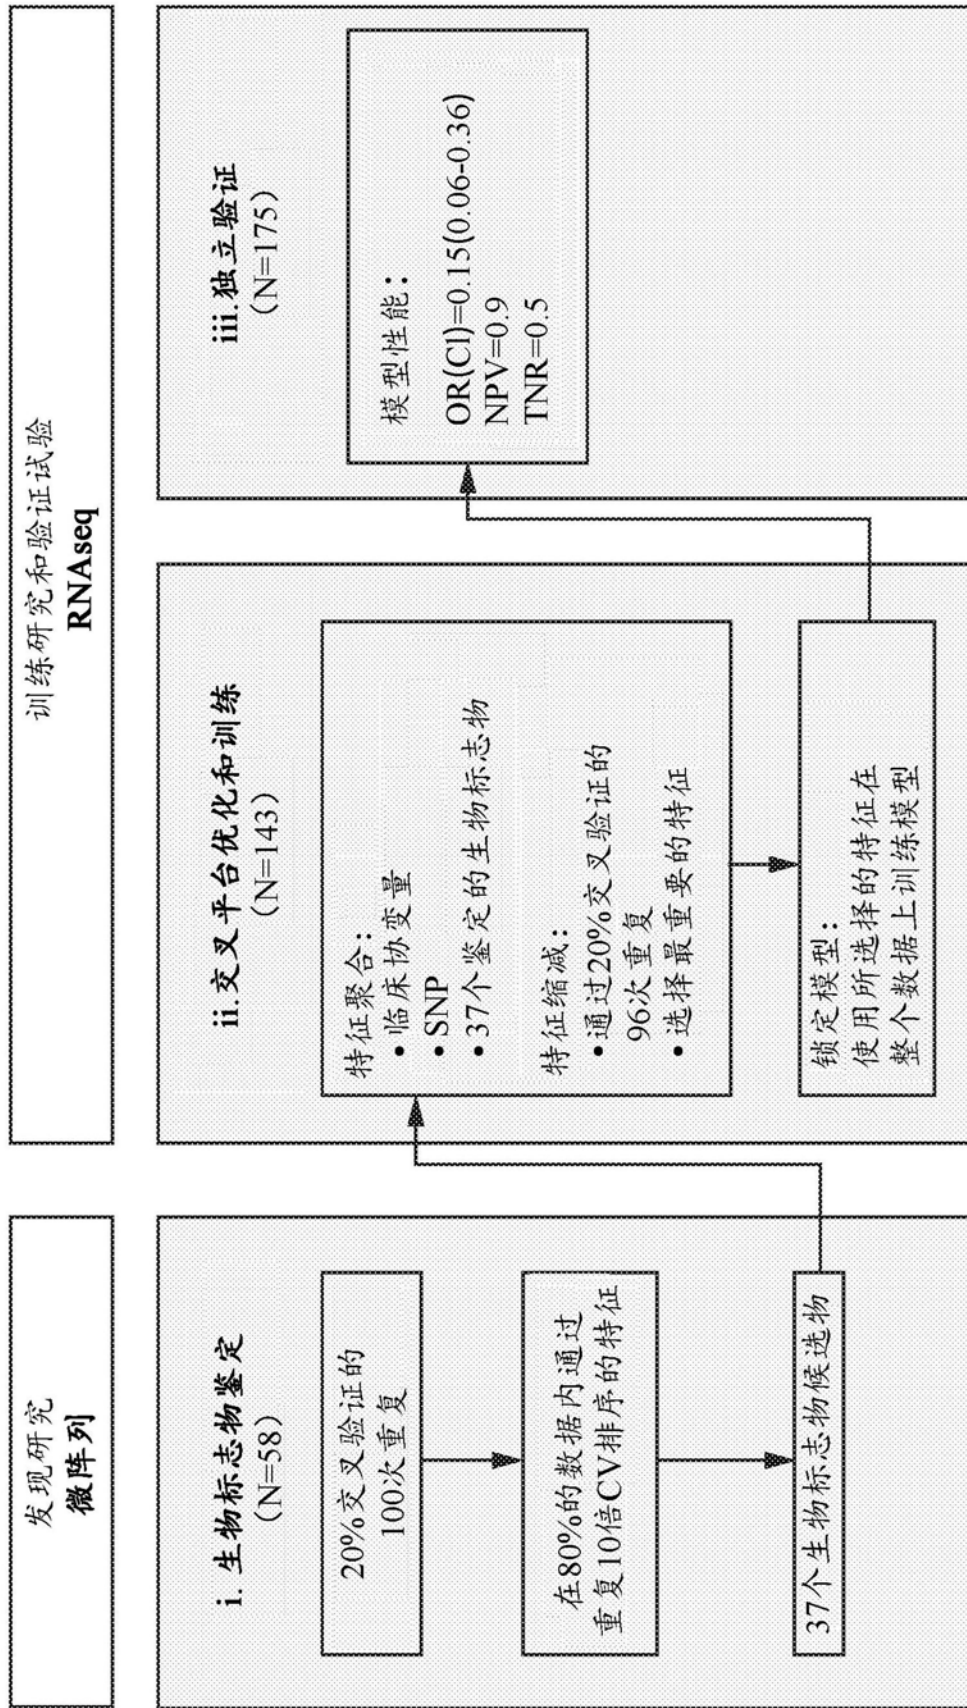 发现研究
微阵列
i. 生物标志物鉴定
(N=58)
20%交叉验证的
100次重复
在80%的数据内通过
重复10倍CV排序的特征
37个生物标志物候选物
训练研究和验证试验
RNAseq
ii.交叉平台优化和训练
(N=143)
特征聚合：
•临床协变量
•SNP
•37个鉴定的生物标志物
特征缩减：
•通过20%交叉验证的
96次重复
•选择最重要的特征
锁定模型：
使用所选择的特征在
整个数据上训练模型
iii.独立验证
(N=175)
模型性能：
OR(Cl)=0.15(0.06-0.36)
NPV=0.9
TNR=0.5